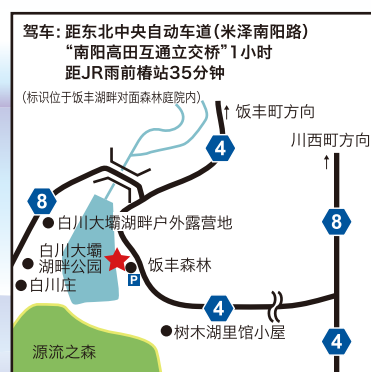 驾车：距东北中央自动车道（米泽南阳路）
“南阳高田互通立交桥”1小时
距JR雨前椿站35分钟
（标识位于饭丰湖畔对面森林庭院内）
↑饭丰町方向
川西町方向
↑
4
8
8
白川大坝湖畔户外露营地
白川大坝
湖畔公园
饭丰森林
白川庄
P
4
树木湖里馆小屋
4
源流之森